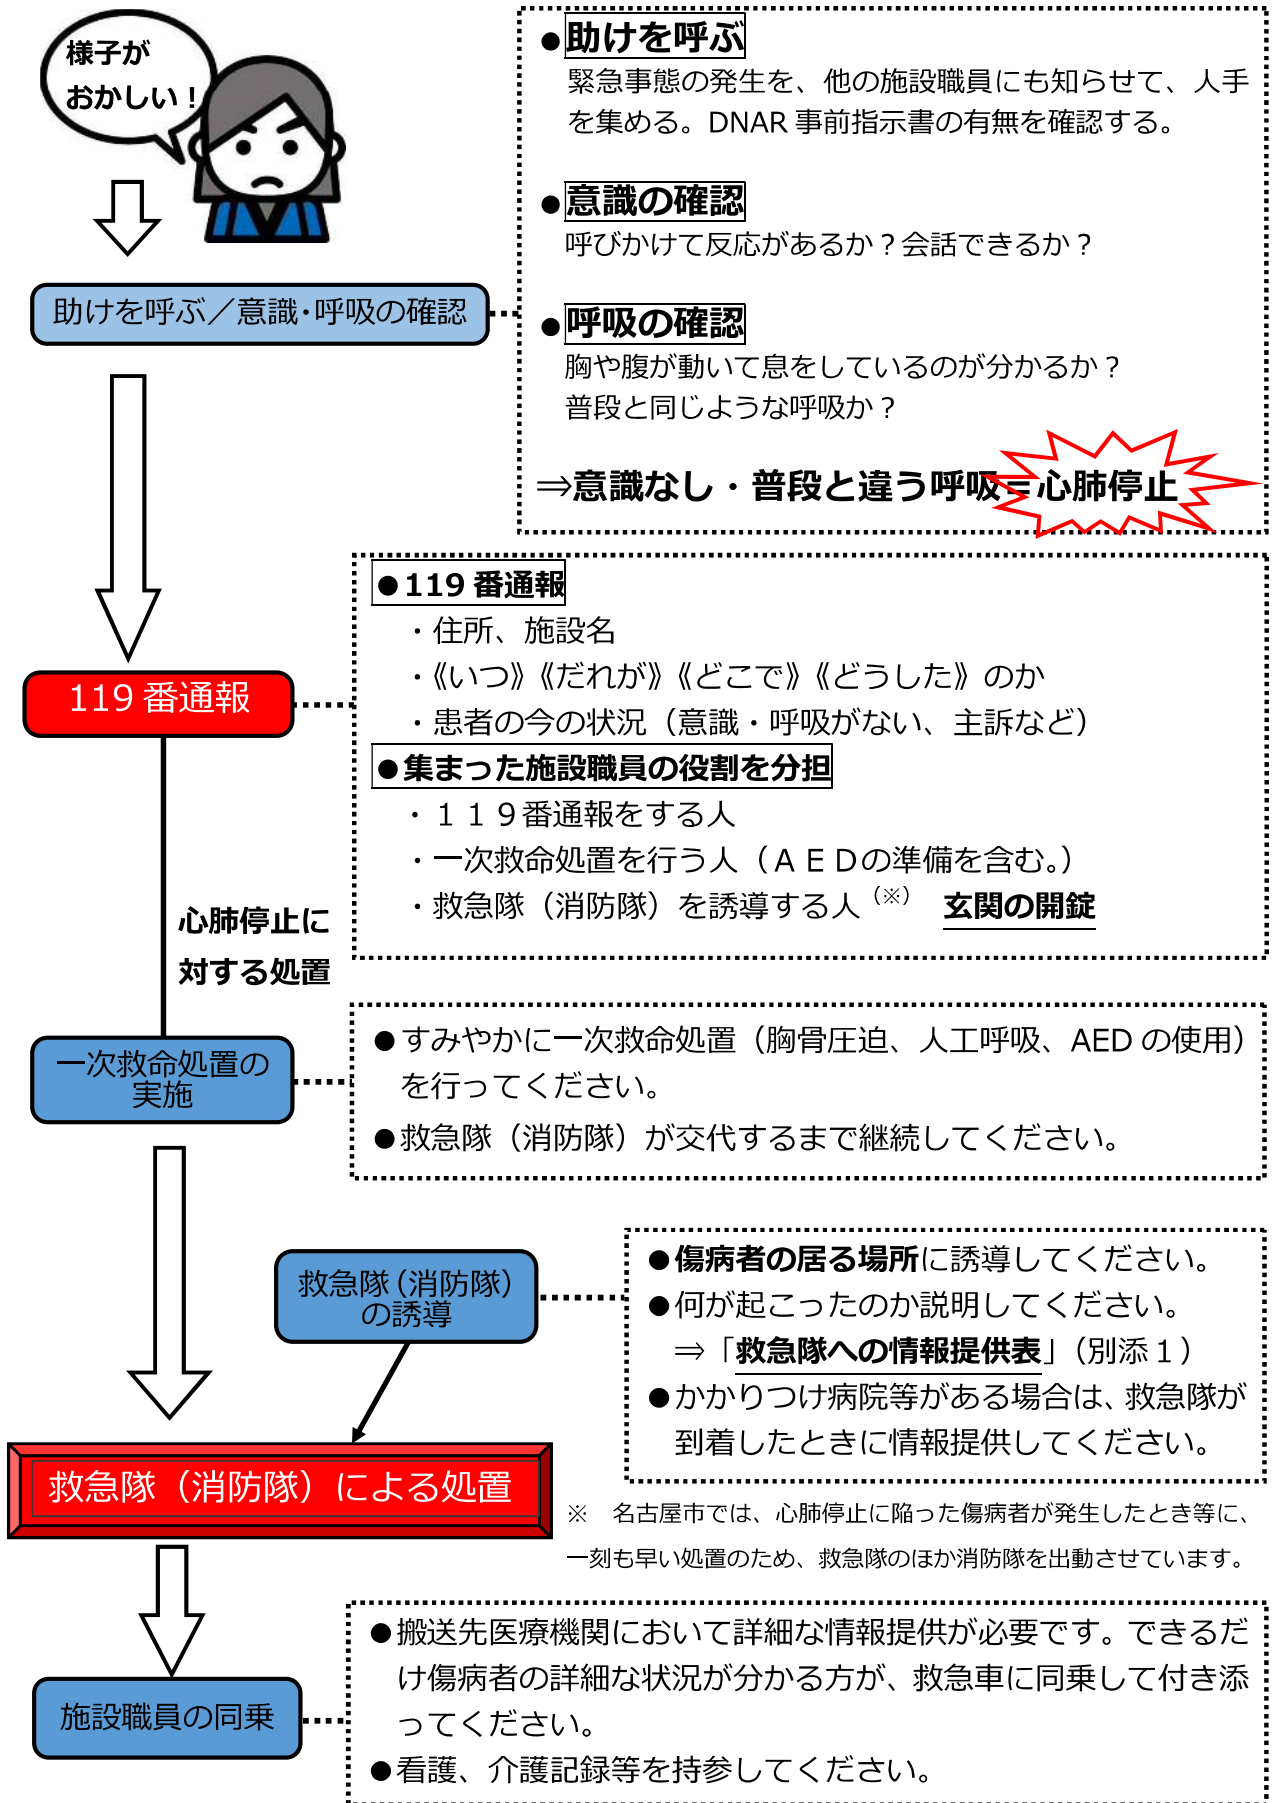 様子が
おかしい！
●助けを呼ぶ
緊急事態の発生を、他の施設職員にも知らせて、人手
を集める。DNAR 事前指示書の有無を確認する。
●意識の確認
呼びかけて反応があるか？会話できるか？
助けを呼ぶ／意識・呼吸の確認
●呼吸の確認
胸や腹が動いて息をしているのが分かるか？
普段と同じような呼吸か？
⇒意識なし・普段と違う呼吸＝心肺停止
119 番通報
●119 番通報
・住所、施設名
・《いつ》《だれが》《どこで》《どうした》のか
・患者の今の状況（意識・呼吸がない、主訴など）
●集まった施設職員の役割を分担
・１１９番通報をする人
・一次救命処置を行う人（ＡＥＤの準備を含む。）
・救急隊（消防隊）を誘導する人（※）　玄関の開錠
心肺停止に
対する処置
一次救命処置の
実施
●すみやかに一次救命処置（胸骨圧迫、人工呼吸、AED の使用）
を行ってください。
●救急隊（消防隊）が交代するまで継続してください。
救急隊（消防隊）
の誘導
●傷病者の居る場所に誘導してください。
●何が起こったのか説明してください。
⇒「救急隊への情報提供表」（別添１）
●かかりつけ病院等がある場合は、救急隊が
到着したときに情報提供してください。
救急隊（消防隊）による処置
※　名古屋市では、心肺停止に陥った傷病者が発生したとき等に、
一刻も早い処置のため、救急隊のほか消防隊を出動させています。
施設職員の同乗
●搬送先医療機関において詳細な情報提供が必要です。できるだ
け傷病者の詳細な状況が分かる方が、救急車に同乗して付き添
ってください。
●看護、介護記録等を持参してください。